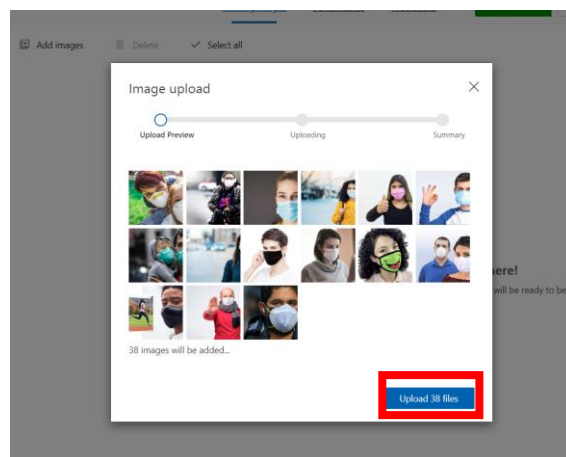 Add images Delete Select all
Image upload
Upload Preview Uploading Summary
here!
will be ready to be
38 images will be added...
Upload 38 files